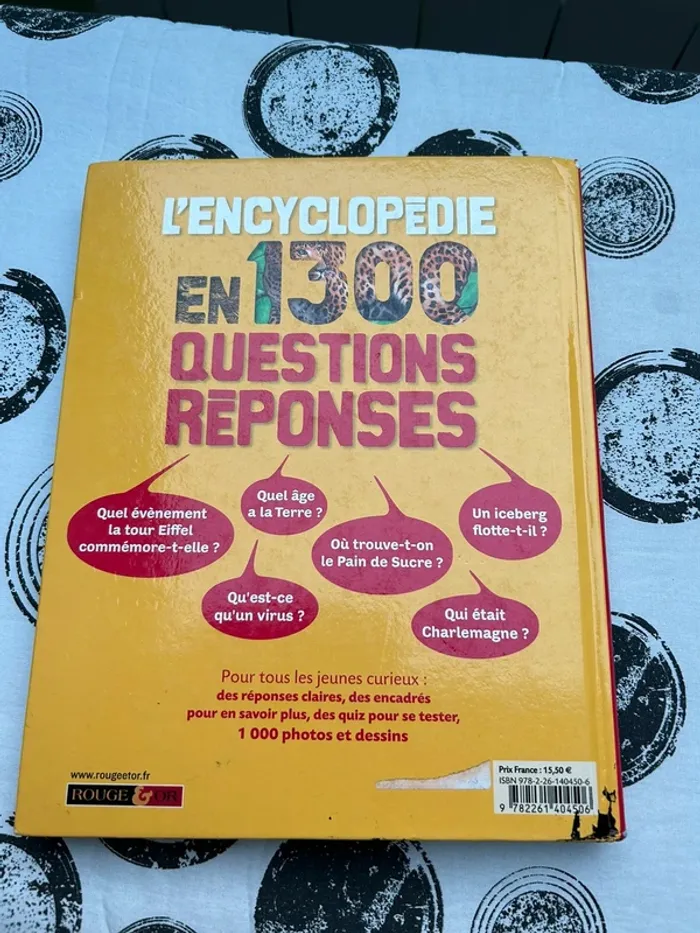 L'ENCYCLOPÉDIE
EN 1300
QUESTIONS
RÉPONSES
Quel évènement
la tour Eiffel
commémore-t-elle ?
Quel âge
a la Terre ?
Où trouve-t-on
le Pain de Sucre ?
Un iceberg
flotte-t-il ?
Qu'est-ce
qu'un virus ?
Qui était
Charlemagne ?
Pour tous les jeunes curieux :
des réponses claires, des encadrés
pour en savoir plus, des quiz pour se tester,
1 000 photos et dessins
www.rougeetor.fr
ROUGE & OR
Prix France : 15,50 €
ISBN 978-2-26-140450-6
9 782261 404506